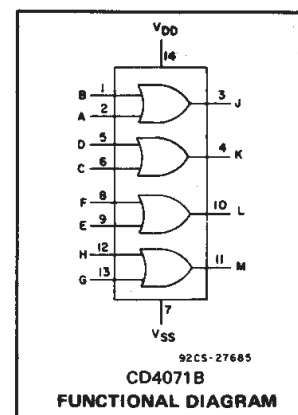 VDD
14
B 1
3 J
A 2
D 5
4 K
C 6
F 8
10 L
E 9
H 12
11 M
G 13
7
VSS
92CS-27685
CD4071B
FUNCTIONAL DIAGRAM